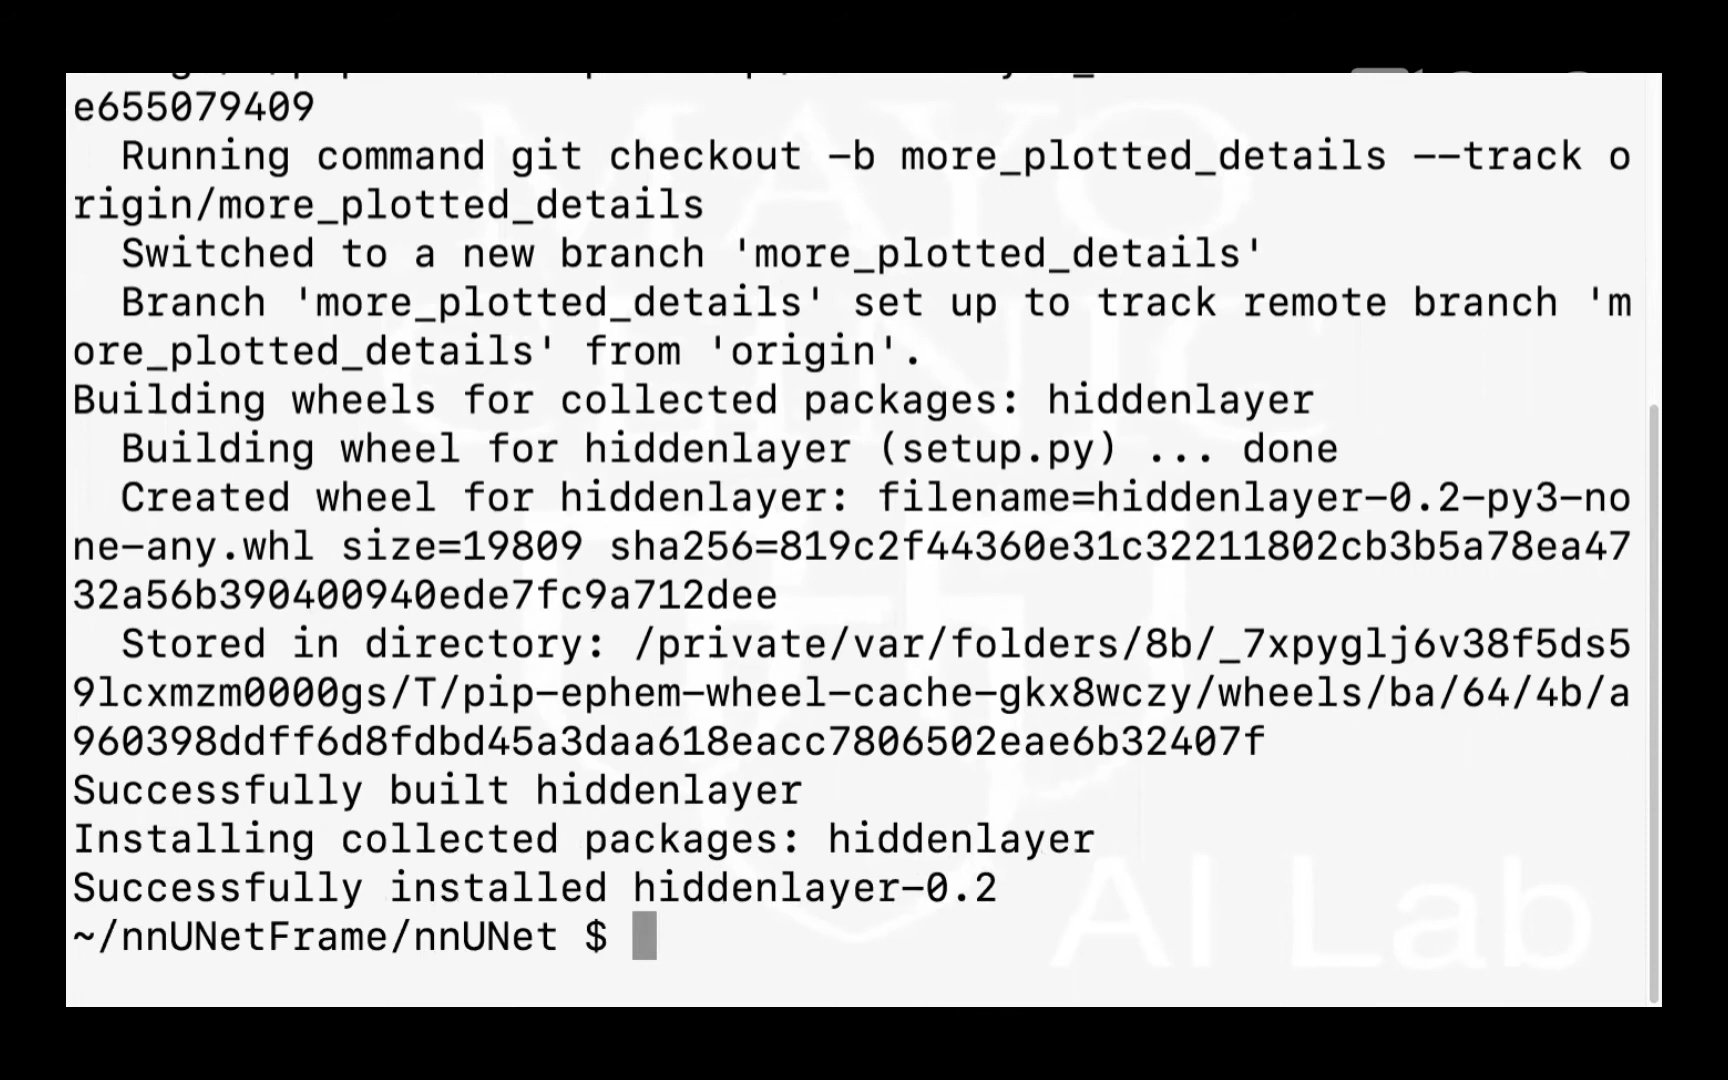 e655079409
  Running command git checkout -b more_plotted_details --track o
rigin/more_plotted_details
  Switched to a new branch 'more_plotted_details'
  Branch 'more_plotted_details' set up to track remote branch 'm
ore_plotted_details' from 'origin'.
Building wheels for collected packages: hiddenlayer
  Building wheel for hiddenlayer (setup.py) ... done
  Created wheel for hiddenlayer: filename=hiddenlayer-0.2-py3-no
ne-any.whl size=19809 sha256=819c2f44360e31c32211802cb3b5a78ea47
32a56b390400940ede7fc9a712dee
  Stored in directory: /private/var/folders/8b/_7xpyglj6v38f5ds5
9lcxmzm0000gs/T/pip-ephem-wheel-cache-gkx8wczy/wheels/ba/64/4b/a
960398ddff6d8fdbd45a3daa618eacc7806502eae6b32407f
Successfully built hiddenlayer
Installing collected packages: hiddenlayer
Successfully installed hiddenlayer-0.2
~/nnUNetFrame/nnUNet $
MAYO
CLINIC
AI Lab